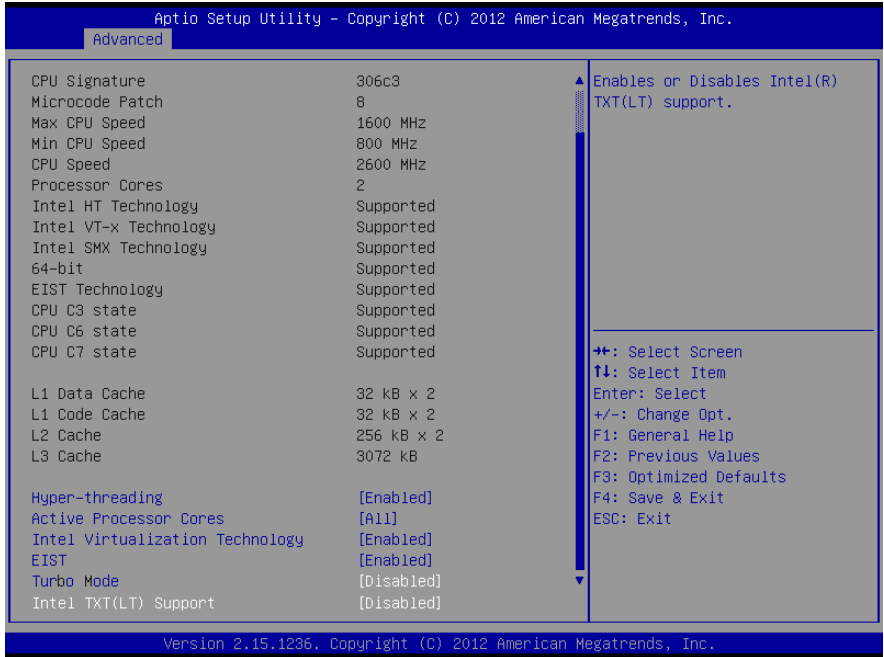 Aptio Setup Utility – Copyright (C) 2012 American Megatrends, Inc.
Advanced
CPU Signature 306c3
Microcode Patch 8
Max CPU Speed 1600 MHz
Min CPU Speed 800 MHz
CPU Speed 2600 MHz
Processor Cores 2
Intel HT Technology Supported
Intel VT-x Technology Supported
Intel SMX Technology Supported
64-bit Supported
EIST Technology Supported
CPU C3 state Supported
CPU C6 state Supported
CPU C7 state Supported
L1 Data Cache 32 kB x 2
L1 Code Cache 32 kB x 2
L2 Cache 256 kB x 2
L3 Cache 3072 kB
Hyper-threading [Enabled]
Active Processor Cores [All]
Intel Virtualization Technology [Enabled]
EIST [Enabled]
Turbo Mode [Disabled]
Intel TXT(LT) Support [Disabled]
Enables or Disables Intel(R)
TXT(LT) support.
→←: Select Screen
↑↓: Select Item
Enter: Select
+/-: Change Opt.
F1: General Help
F2: Previous Values
F3: Optimized Defaults
F4: Save & Exit
ESC: Exit
Version 2.15.1236. Copyright (C) 2012 American Megatrends, Inc.